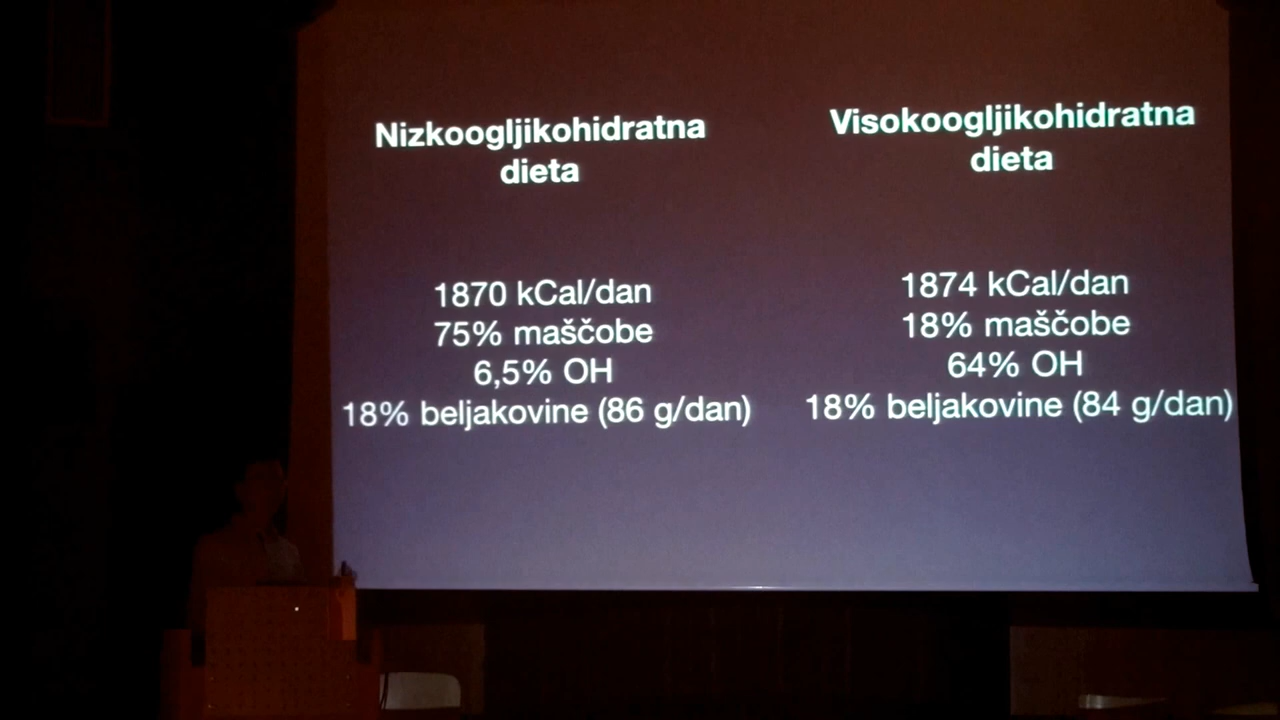 Nizkoogljikohidratna
dieta
1870 kCal/dan
75% maščobe
6,5% OH
18% beljakovine (86 g/dan)
Visokoogljikohidratna
dieta
1874 kCal/dan
18% maščobe
64% OH
18% beljakovine (84 g/dan)